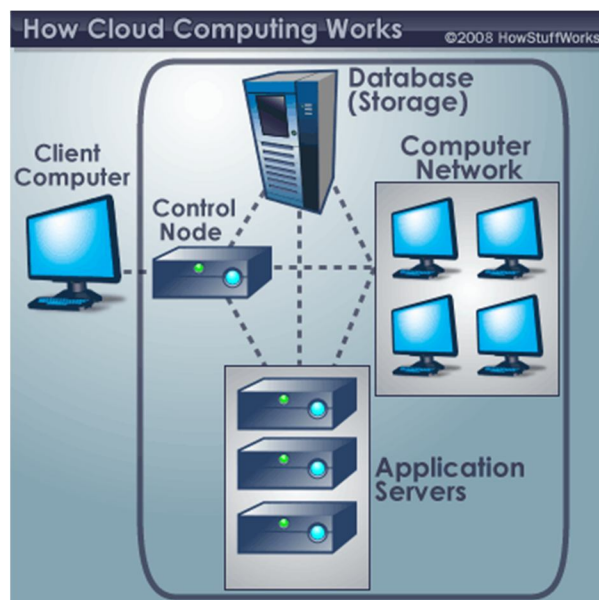 How Cloud Computing Works
©2008 HowStuffWorks
Database
(Storage)
Client
Computer
Computer
Network
Control
Node
Application
Servers